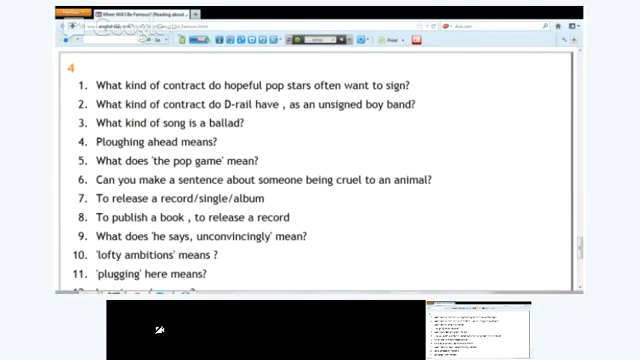 When Will I Be Famous? (Reading about
4
1. What kind of contract do hopeful pop stars often want to sign?
2. What kind of contract do D-rail have , as an unsigned boy band?
3. What kind of song is a ballad?
4. Ploughing ahead means?
5. What does 'the pop game' mean?
6. Can you make a sentence about someone being cruel to an animal?
7. To release a record/single/album
8. To publish a book , to release a record
9. What does 'he says, unconvincingly' mean?
10. 'lofty ambitions' means ?
11. 'plugging' here means?